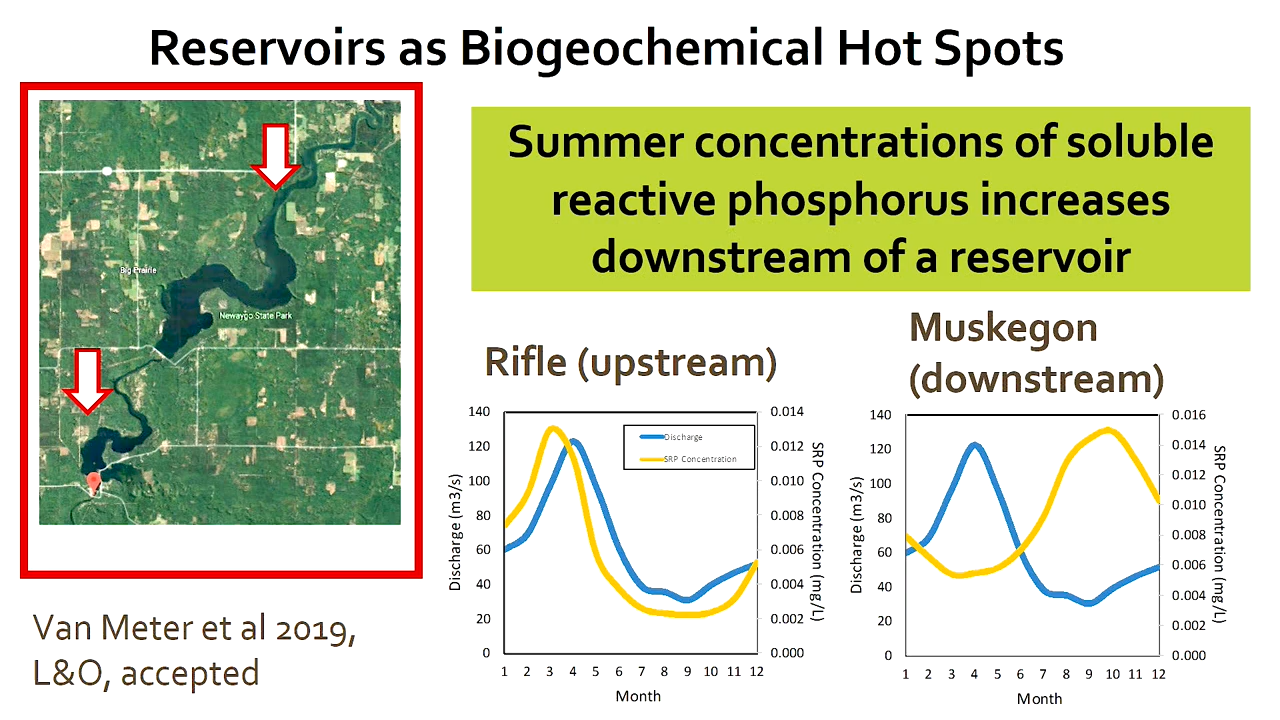 Reservoirs as Biogeochemical Hot Spots
Big Prairie
Newaygo State Park
Summer concentrations of soluble
reactive phosphorus increases
downstream of a reservoir
Rifle (upstream)
140
120
100
80
60
40
20
0
Discharge (m3/s)
Discharge
SRP Concentration
0.014
0.012
0.010
0.008
0.006
0.004
0.002
0.000
SRP Concentration (mg/L)
1 2 3 4 5 6 7 8 9 10 11 12
Month
Muskegon
(downstream)
140
120
100
80
60
40
20
0
Discharge (m3/s)
0.016
0.014
0.012
0.010
0.008
0.006
0.004
0.002
0.000
SRP Concentration (mg/L)
1 2 3 4 5 6 7 8 9 10 11 12
Month
Van Meter et al 2019,
L&O, accepted